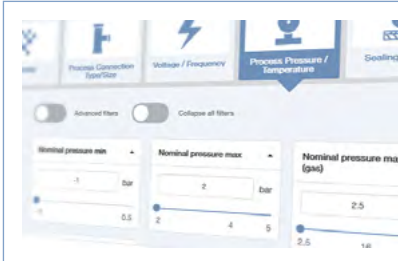 Process Connection
Type/Size
Voltage / Frequency
Process Pressure /
Temperature
Sealing
Advanced filters
Collapse all filters
Nominal pressure min
-1
bar
-1
0.5
Nominal pressure max
2
bar
2
4
5
Nominal pressure ma
(gas)
2.5
2.5
16